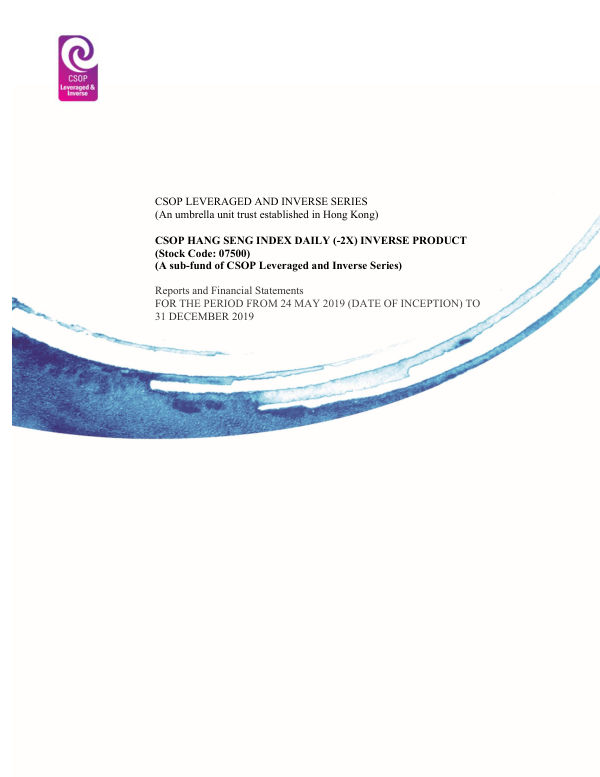 CSOP
Leveraged &
Inverse
CSOP LEVERAGED AND INVERSE SERIES
(An umbrella unit trust established in Hong Kong)
CSOP HANG SENG INDEX DAILY (-2X) INVERSE PRODUCT
(Stock Code: 07500)
(A sub-fund of CSOP Leveraged and Inverse Series)
Reports and Financial Statements
FOR THE PERIOD FROM 24 MAY 2019 (DATE OF INCEPTION) TO
31 DECEMBER 2019